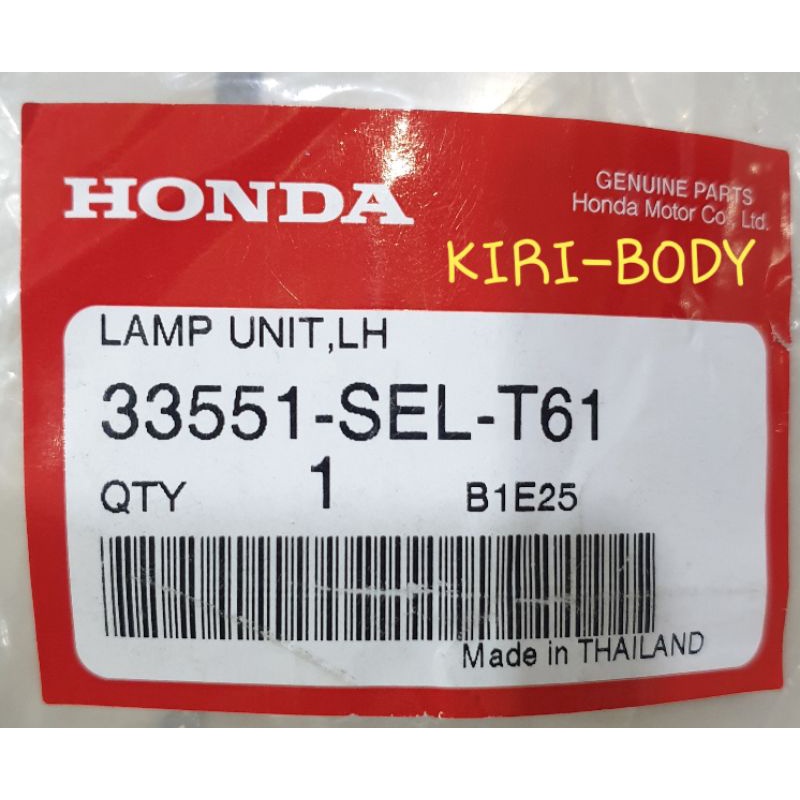 HONDA
GENUINE PARTS
Honda Motor Co., Ltd.
KIRI-BODY
LAMP UNIT,LH
33551-SEL-T61
QTY 1 B1E25
Made in THAILAND